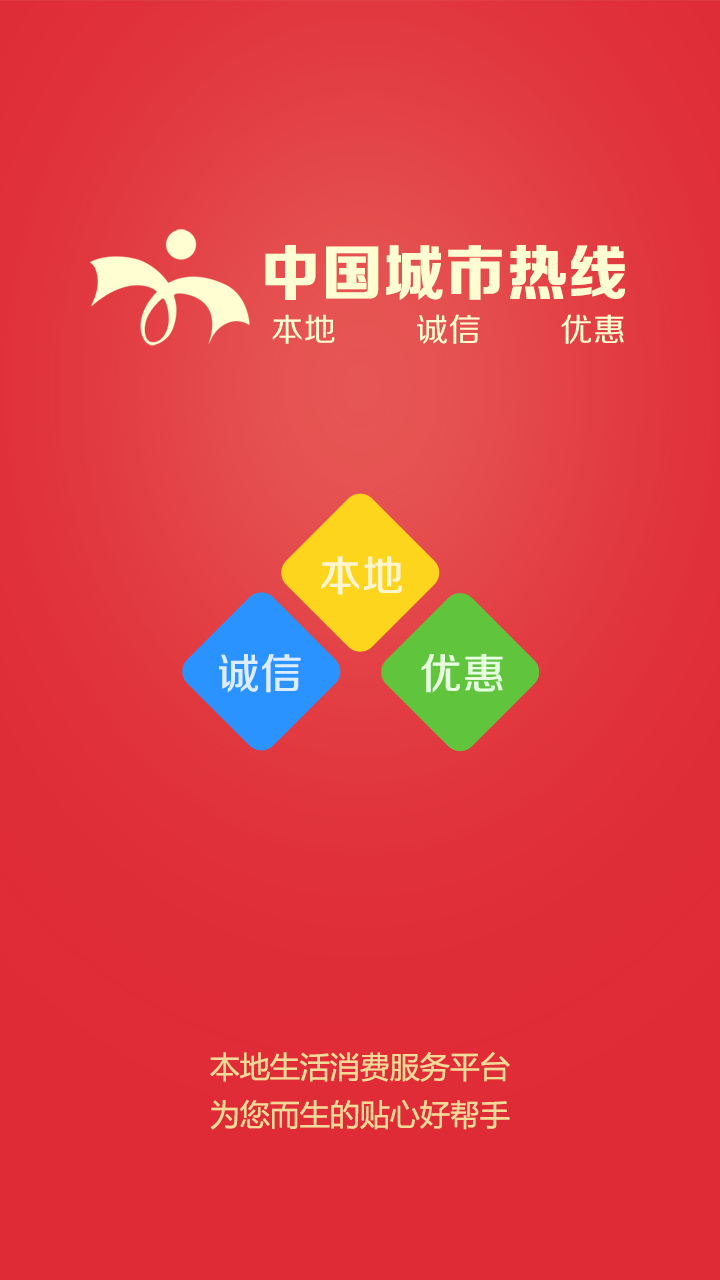 中国城市热线
本地 诚信 优惠
本地
诚信 优惠
本地生活消费服务平台
为您而生的贴心好帮手